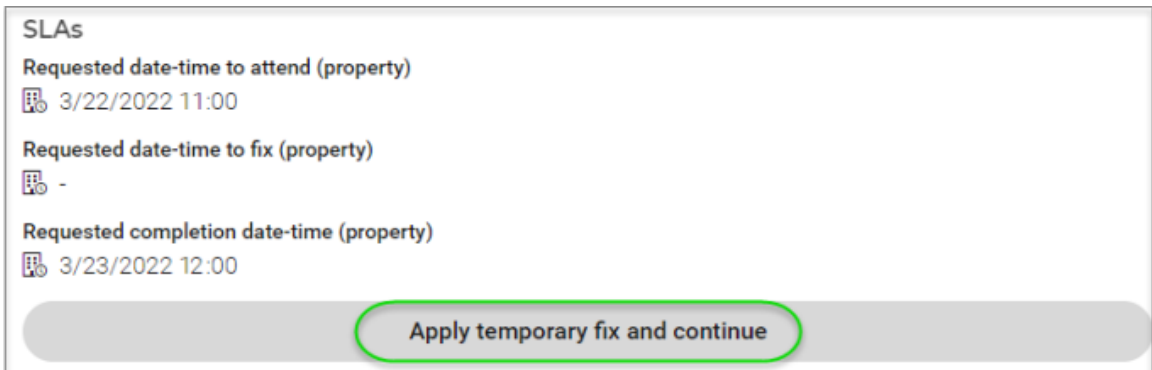 SLAs
Requested date-time to attend (property)
3/22/2022 11:00
Requested date-time to fix (property)
-
Requested completion date-time (property)
3/23/2022 12:00
Apply temporary fix and continue